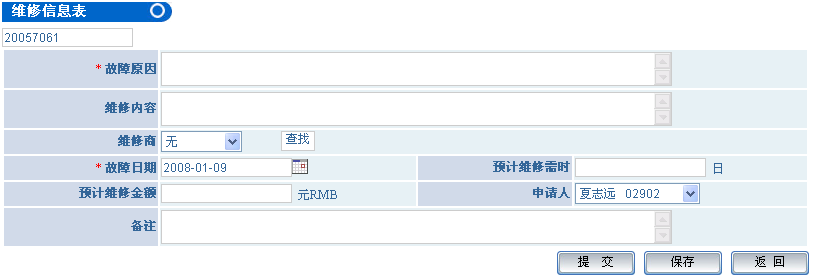 维修信息表
20057061
* 故障原因
维修内容
维修商 无 查找
* 故障日期 2008-01-09 预计维修需时 日
预计维修金额 元RMB 申请人 夏志远 02902
备注
提 交 保存 返 回